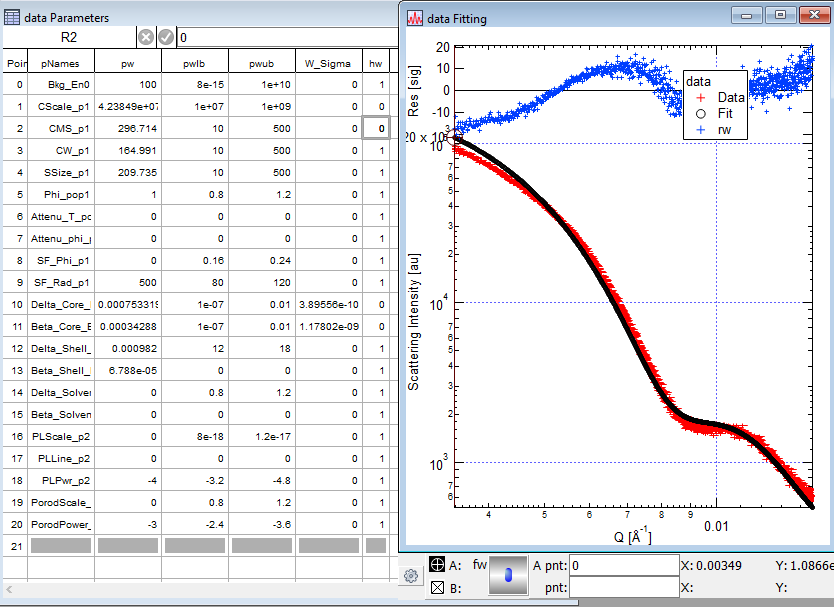 data Parameters
R2
0
Poin pNames pw pwlb pwub W_Sigma hw
0 Bkg_En0 100 8e-15 1e+10 0 1
1 CScale_p1 4.23849e+07 1e+07 1e+09 0 0
2 CMS_p1 296.714 10 500 0 0
3 CW_p1 164.991 10 500 0 1
4 SSize_p1 209.735 10 500 0 1
5 Phi_pop1 1 0.8 1.2 0 1
6 Attenu_T_po 0 0 0 0 1
7 Attenu_phi_ 0 0 0 0 1
8 SF_Phi_p1 0 0.16 0.24 0 1
9 SF_Rad_p1 500 80 120 0 1
10 Delta_Core_ 0.000753319 1e-07 0.01 3.89556e-10 0
11 Beta_Core_E 0.00034288 1e-07 0.01 1.17802e-09 0
12 Delta_Shell_ 0.000982 12 18 0 1
13 Beta_Shell_ 6.788e-05 0 0 0 1
14 Delta_Solver 0 0.8 1.2 0 1
15 Beta_Solven 0 0 0 0 1
16 PLScale_p2 0 8e-18 1.2e-17 0 1
17 PLLine_p2 0 0 0 0 1
18 PLPwr_p2 -4 -3.2 -4.8 0 1
19 PorodScale_ 0 0.8 1.2 0 1
20 PorodPower_ -3 -2.4 -3.6 0 1
21
data Fitting
Res [sig]
20
10
0
-10
data
Data
Fit
rw
Scattering Intensity [au]
10⁴
10³
4 5 6 7 8 9 0.01
Q [Å⁻¹]
A: fw A pnt: 0 X: 0.00349 Y: 1.0866e
B: pnt: X: Y: